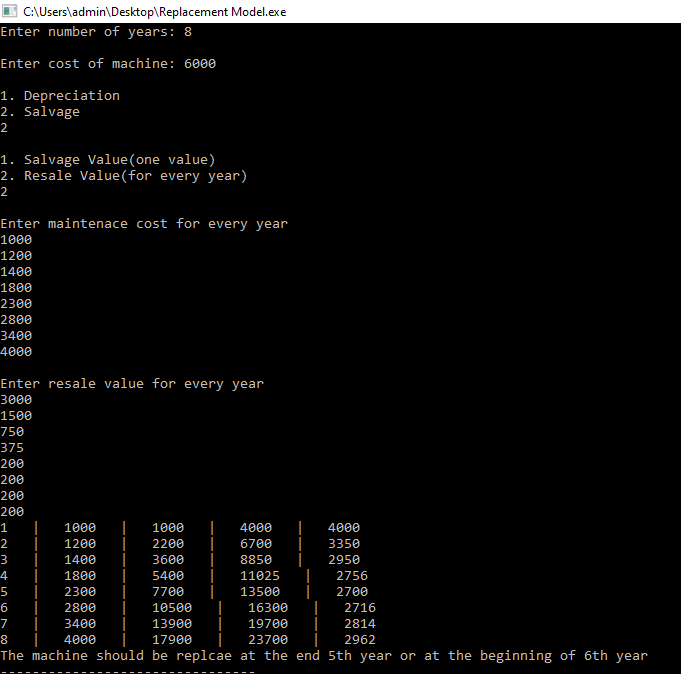 C:\Users\admin\Desktop\Replacement Model.exe
Enter number of years: 8
Enter cost of machine: 6000
1. Depreciation
2. Salvage
2
1. Salvage Value(one value)
2. Resale Value(for every year)
2
Enter maintenace cost for every year
1000
1200
1400
1800
2300
2800
3400
4000
Enter resale value for every year
3000
1500
750
375
200
200
200
200
1 | 1000 | 1000 | 4000 | 4000
2 | 1200 | 2200 | 6700 | 3350
3 | 1400 | 3600 | 8850 | 2950
4 | 1800 | 5400 | 11025 | 2756
5 | 2300 | 7700 | 13500 | 2700
6 | 2800 | 10500 | 16300 | 2716
7 | 3400 | 13900 | 19700 | 2814
8 | 4000 | 17900 | 23700 | 2962
The machine should be replcae at the end 5th year or at the beginning of 6th year
--------------------------------